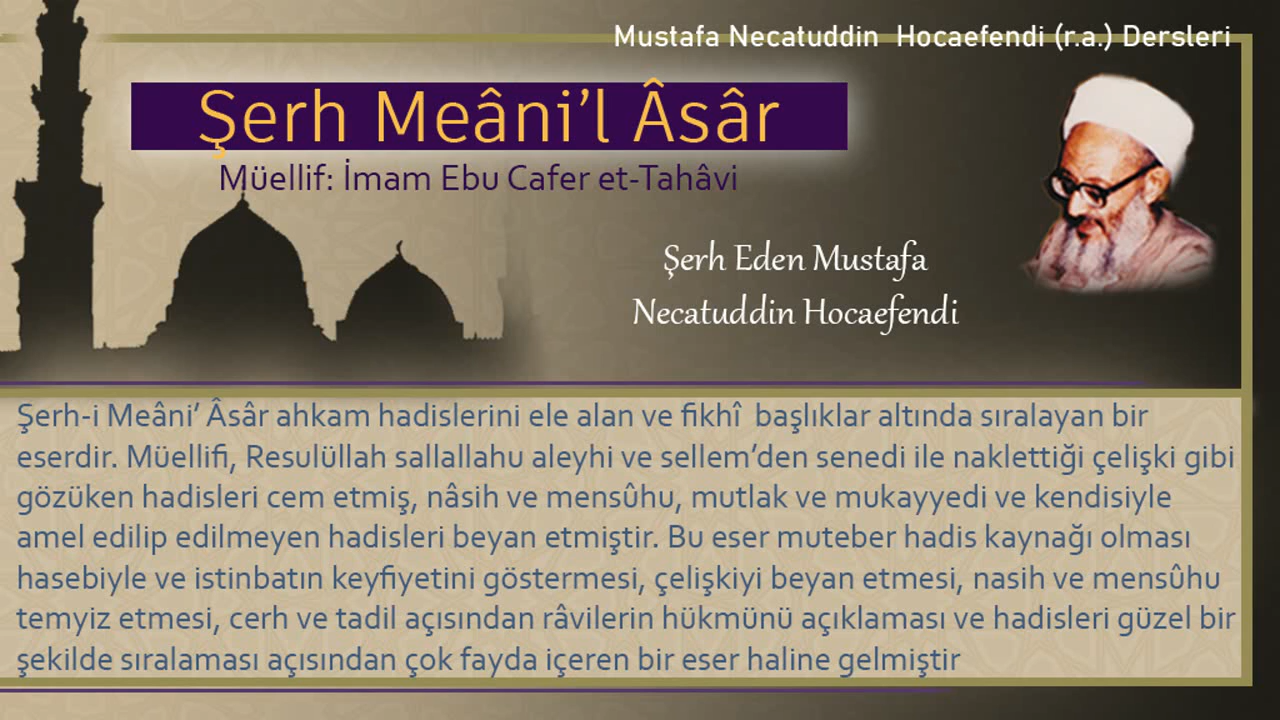 Mustafa Necatuddin Hocaefendi (r.a.) Dersleri
Şerh Meâni’l Âsâr
Müellif: İmam Ebu Cafer et-Tahâvi
Şerh Eden Mustafa
Necatuddin Hocaefendi
Şerh-i Meâni’ Âsâr ahkam hadislerini ele alan ve fikhî başlıklar altında sıralayan bir
eserdir. Müellifi, Resulüllah sallallahu aleyhi ve sellem’den senedi ile naklettiği çelişki gibi
gözüken hadisleri cem etmiş, nâsih ve mensûhu, mutlak ve mukayyedi ve kendisiyle
amel edilip edilmeyen hadisleri beyan etmiştir. Bu eser muteber hadis kaynağı olması
hasebiyle ve istinbatın keyfiyetini göstermesi, çelişkiyi beyan etmesi, nasih ve mensûhu
temyiz etmesi, cerh ve tadil açısından râvilerin hükmünü açıklaması ve hadisleri güzel bir
şekilde sıralaması açısından çok fayda içeren bir eser haline gelmiştir